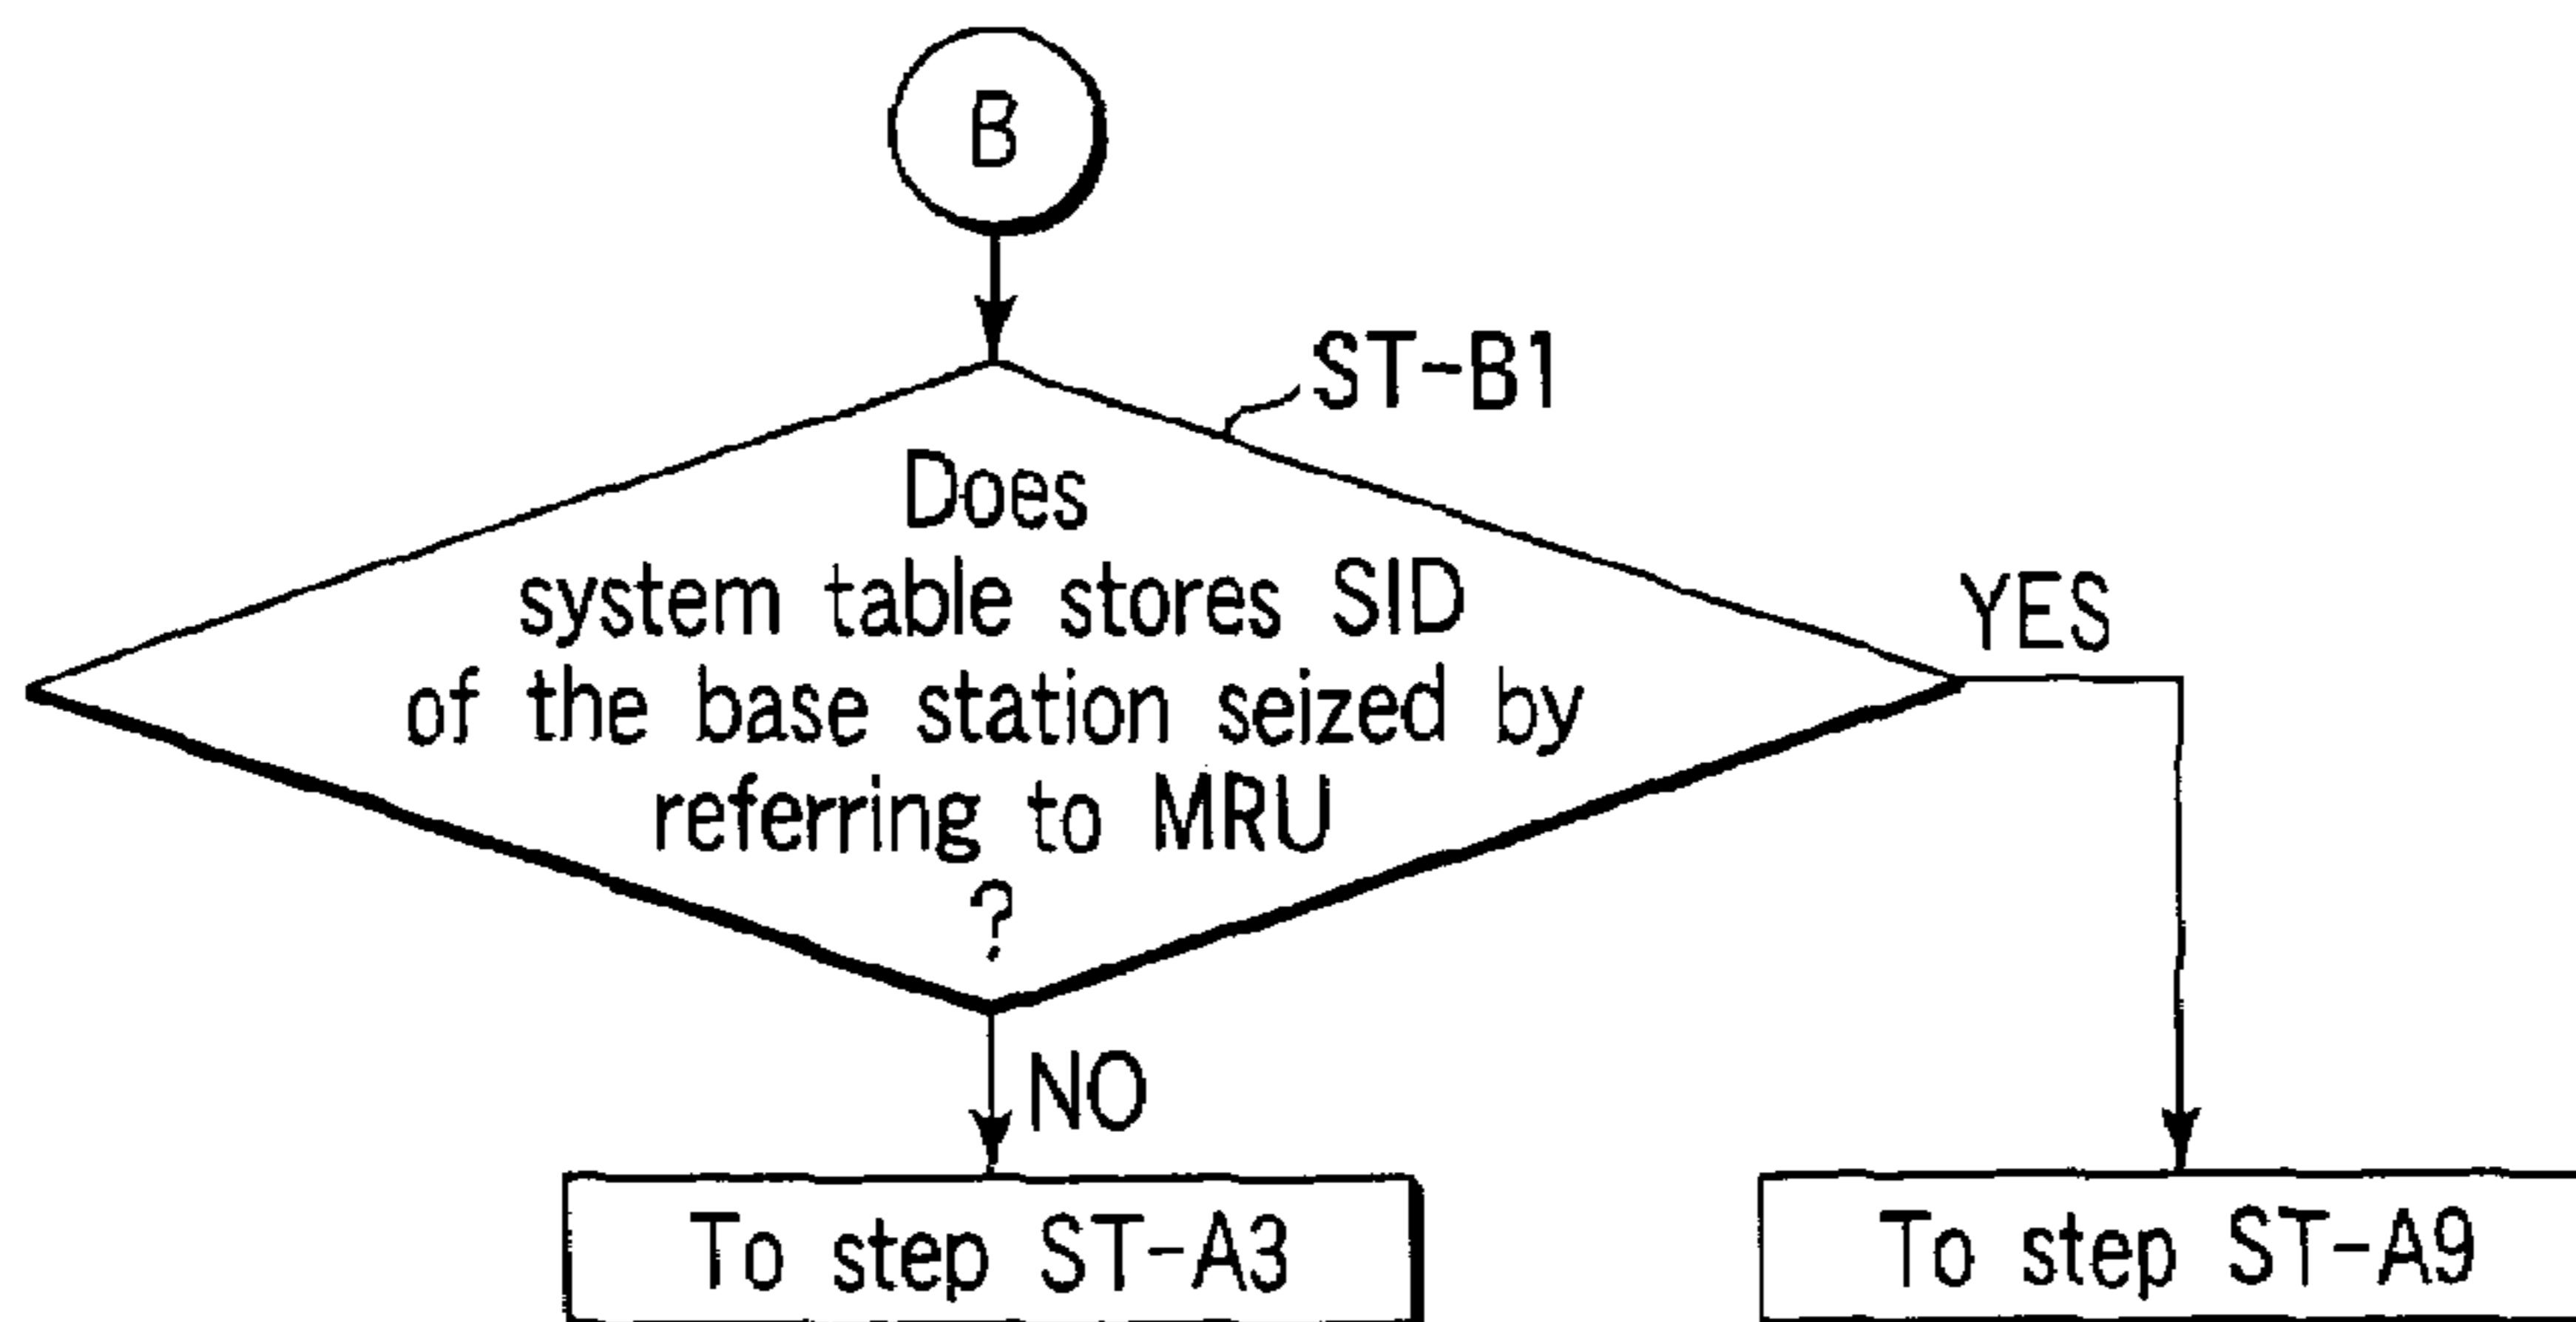 B
ST-B1
Does
system table stores SID
of the base station seized by
referring to MRU
?
YES
NO
To step ST-A3
To step ST-A9